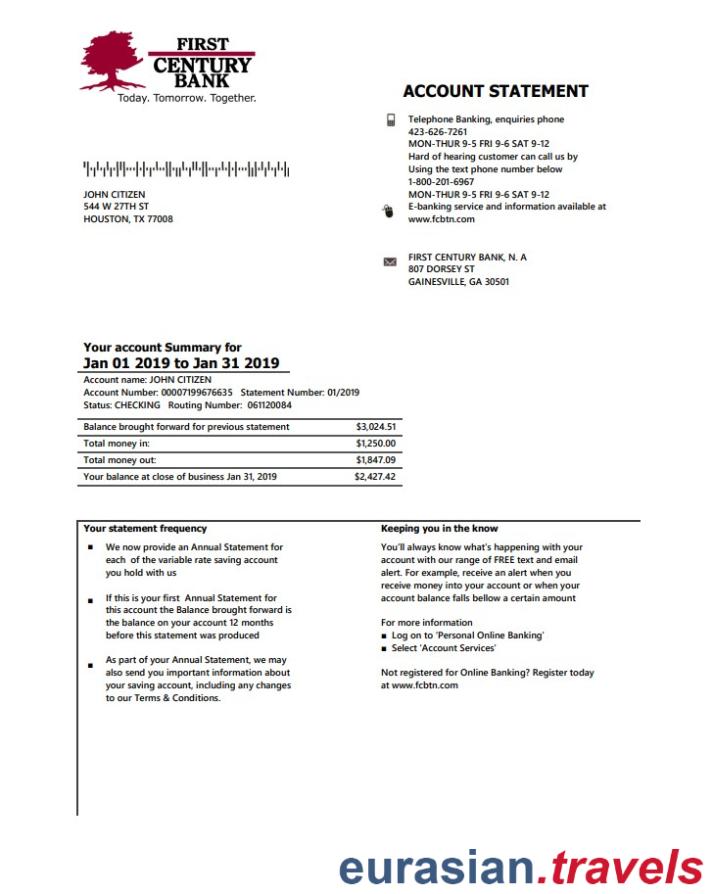 FIRST
CENTURY
BANK
Today. Tomorrow. Together.
ACCOUNT STATEMENT
Telephone Banking, enquiries phone
423-626-7261
MON-THUR 9-5 FRI 9-6 SAT 9-12
Hard of hearing customer can call us by
Using the text phone number below
1-800-201-6967
MON-THUR 9-5 FRI 9-6 SAT 9-12
E-banking service and information available at
www.fcbtn.com
JOHN CITIZEN
544 W 27TH ST
HOUSTON, TX 77008
FIRST CENTURY BANK, N. A
807 DORSEY ST
GAINESVILLE, GA 30501
Your account Summary for
Jan 01 2019 to Jan 31 2019
Account name: JOHN CITIZEN
Account Number: 00007199676635 Statement Number: 01/2019
Status: CHECKING Routing Number: 061120084
Balance brought forward for previous statement $3,024.51
Total money in: $1,250.00
Total money out: $1,847.09
Your balance at close of business Jan 31, 2019 $2,427.42
Your statement frequency
We now provide an Annual Statement for
each of the variable rate saving account
you hold with us
If this is your first Annual Statement for
this account the Balance brought forward is
the balance on your account 12 months
before this statement was produced
As part of your Annual Statement, we may
also send you important information about
your saving account, including any changes
to our Terms & Conditions.
Keeping you in the know
You'll always know what's happening with your
account with our range of FREE text and email
alert. For example, receive an alert when you
receive money into your account or when your
account balance falls bellow a certain amount
For more information
Log on to 'Personal Online Banking'
Select 'Account Services'
Not registered for Online Banking? Register today
at www.fcbtn.com
eurasian.travels